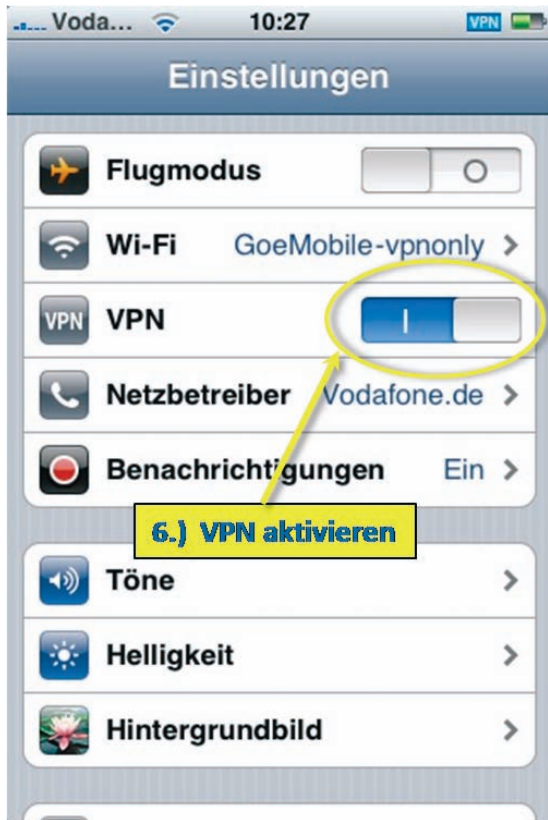 Voda... 10:27 VPN
Einstellungen
Flugmodus
Wi-Fi GoeMobile-vpnonly
VPN VPN
Netzbetreiber Vodafone.de
Benachrichtigungen Ein
6.) VPN aktivieren
Töne
Helligkeit
Hintergrundbild